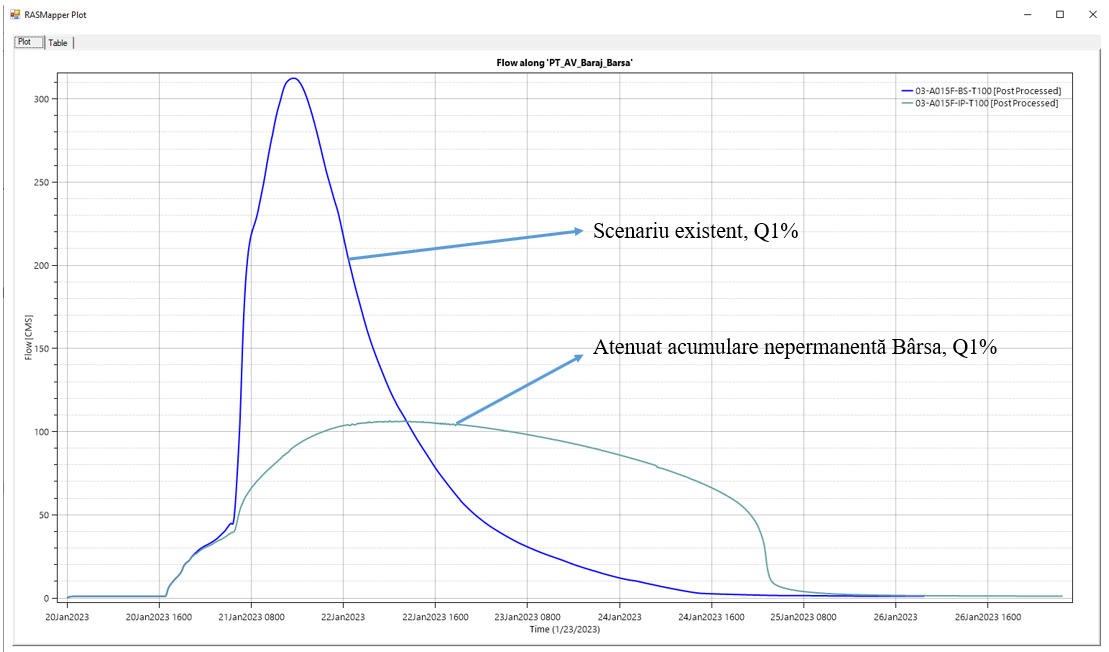 RASMapper Plot
Plot Table
Flow along 'PT_AV_Baraj_Barsa'
03-A015F-BS-T100 [Post Processed]
03-A015F-IP-T100 [Post Processed]
300
250
200
150
100
50
0
Flow [CMS]
Scenariu existent, Q1%
Atenuat acumulare nepermanentă Bârsa, Q1%
20Jan2023 20Jan2023 1600 21Jan2023 0800 22Jan2023 22Jan2023 1600 23Jan2023 0800 24Jan2023 24Jan2023 1600 25Jan2023 0800 26Jan2023 26Jan2023 1600
Time (1/23/2023)